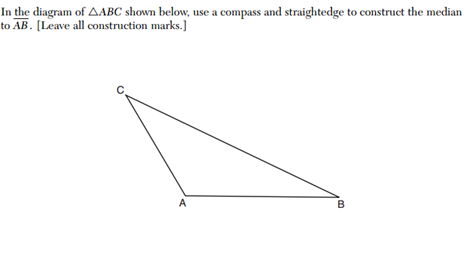 In the diagram of △ABC shown below, use a compass and straightedge to construct the median
to A̅B̅. [Leave all construction marks.]
C
A
B